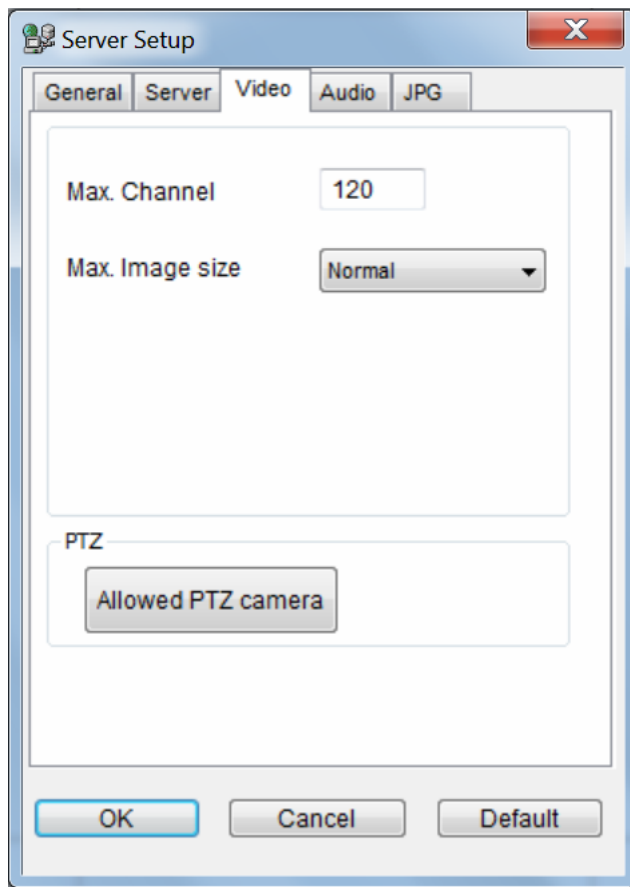 Server Setup
General Server Video Audio JPG
Max. Channel 120
Max. Image size Normal
PTZ
Allowed PTZ camera
OK Cancel Default